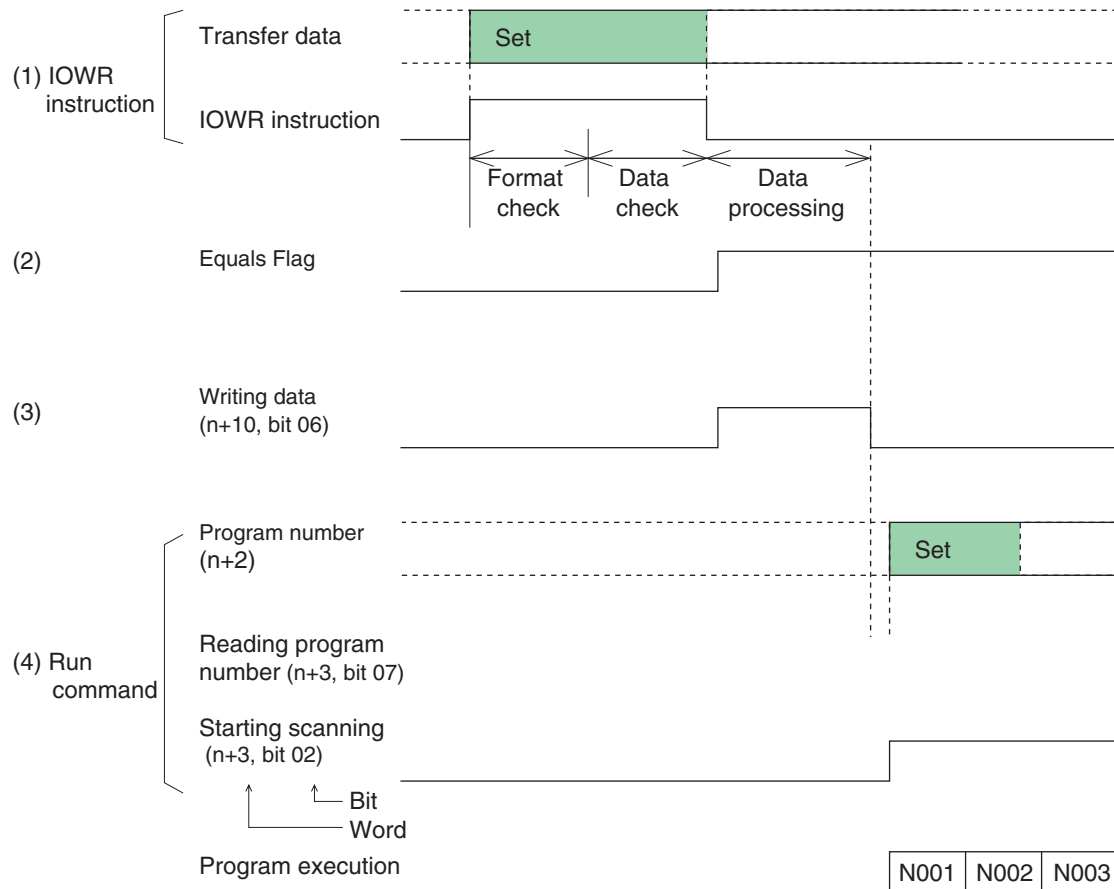 Transfer data
Set
(1) IOWR
instruction
IOWR instruction
Format
check
Data
check
Data
processing
(2)
Equals Flag
(3)
Writing data
(n+10, bit 06)
Program number
(n+2)
Set
(4) Run
command
Reading program
number (n+3, bit 07)
Starting scanning
(n+3, bit 02)
Bit
Word
Program execution
N001 N002 N003